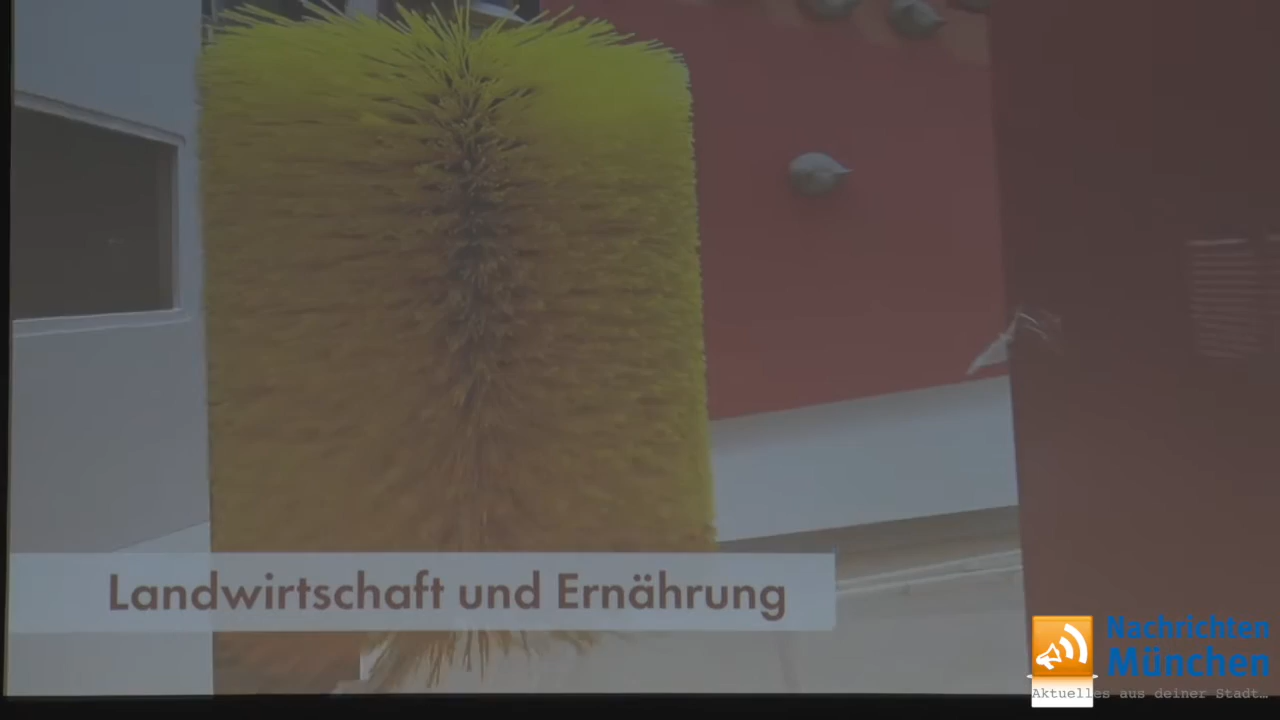 Landwirtschaft und Ernährung
Nachrichten
München
Aktuelles aus deiner Stadt…